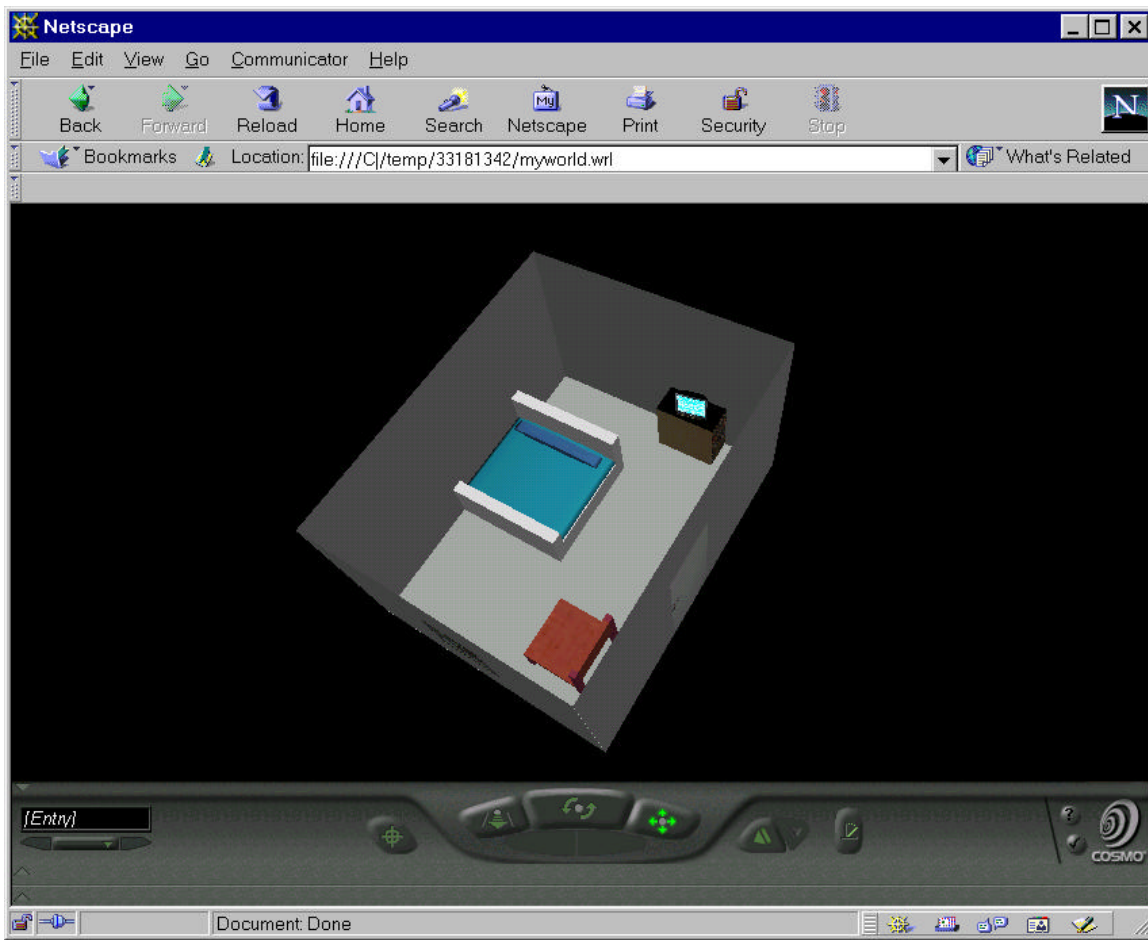 Netscape
File Edit View Go Communicator Help
Back Forward Reload Home Search Netscape Print Security Stop
N
Bookmarks Location: file:///C|/temp/33181342/myworld.wrl What's Related
[Entry]
?
COSMO
Document: Done